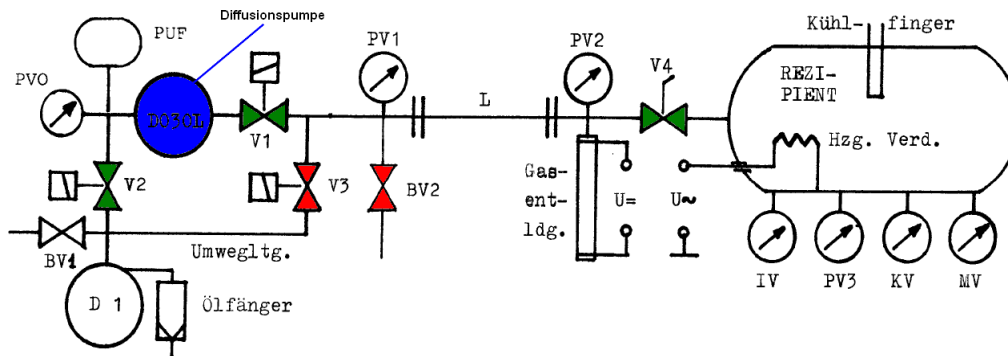 Diffusionspumpe
PUF
PV1
PV2
V4
Kühl-finger
PVO
REZI-
PIENT
DO30L
L
V1
Hzg. Verd.
V2
V3
BV2
Gas-
ent-
ldg.
U=
U~
BV1
Umwegltg.
IV
PV3
KV
MV
D 1
Ölfänger